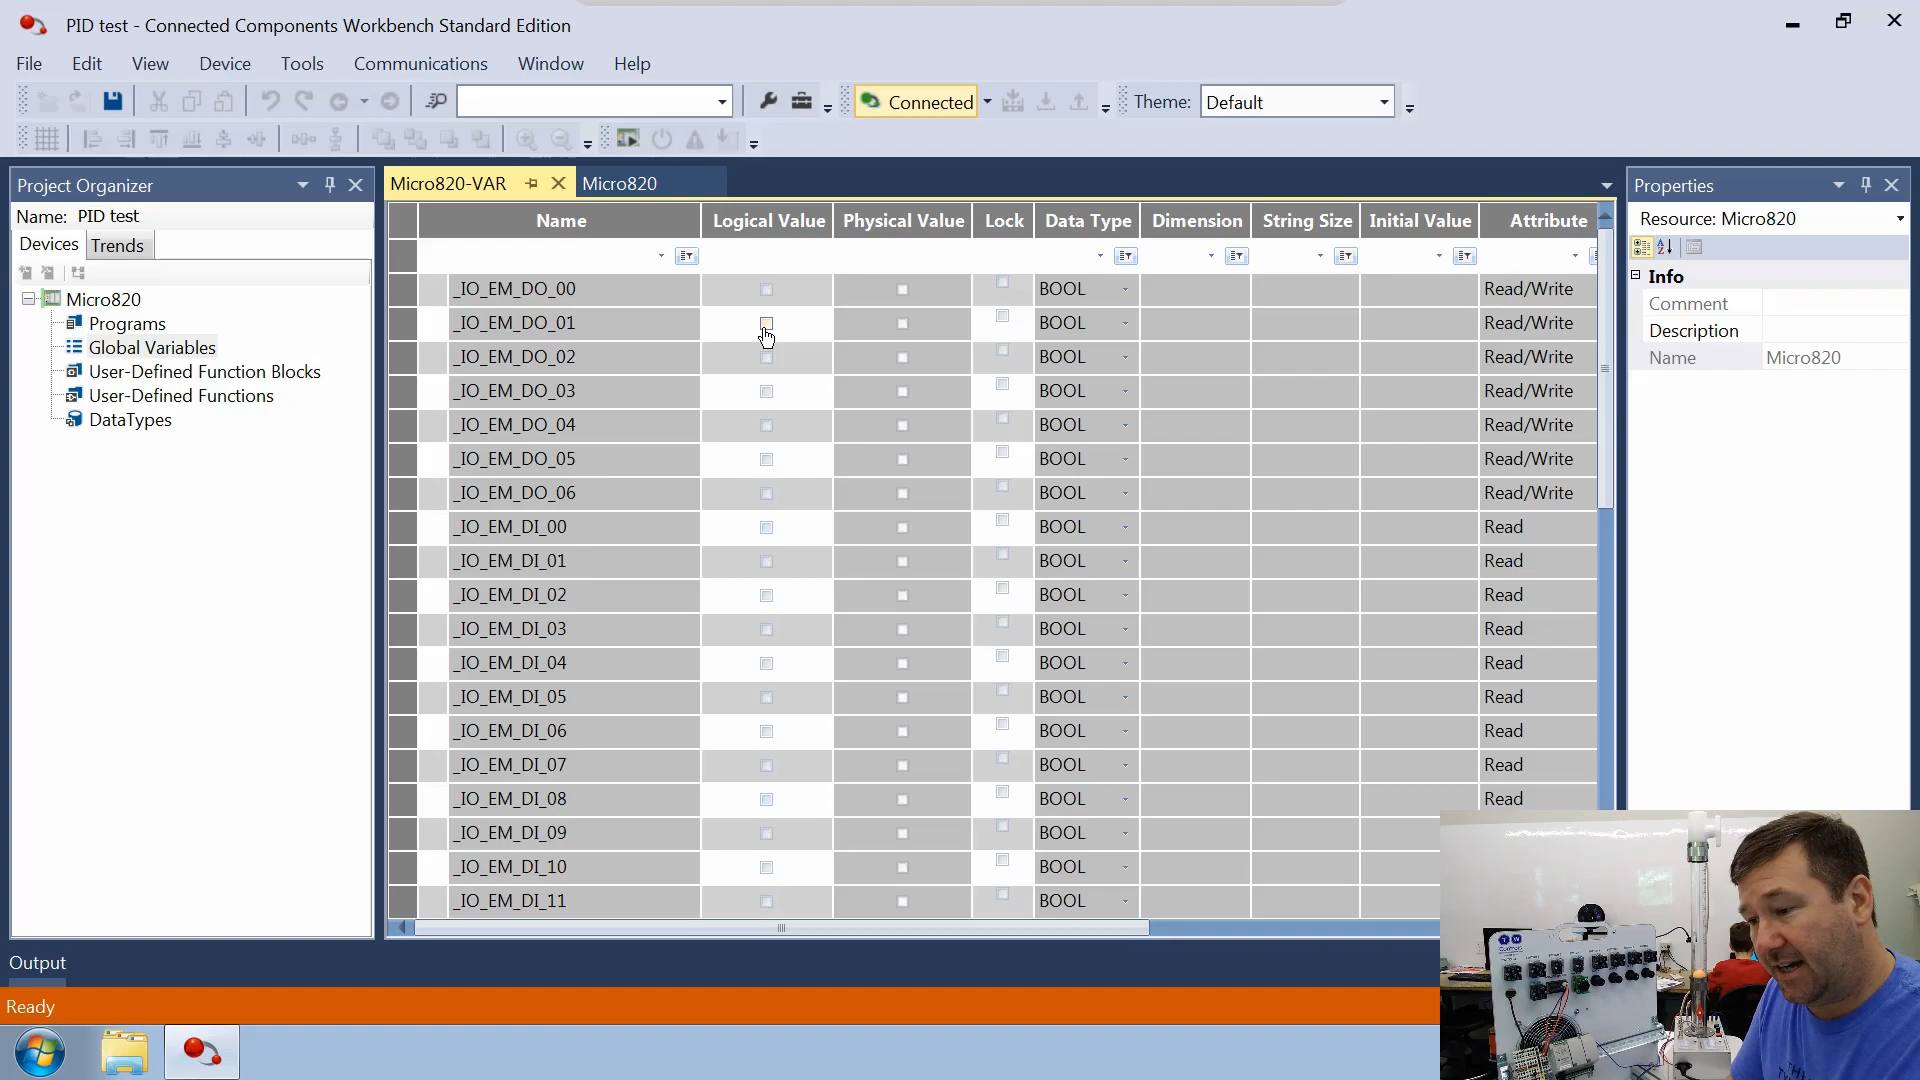 PID test - Connected Components Workbench Standard Edition
File Edit View Device Tools Communications Window Help
Connected Theme: Default
Project Organizer
Name: PID test
Devices Trends
Micro820
Programs
Global Variables
User-Defined Function Blocks
User-Defined Functions
DataTypes
Micro820-VAR Micro820
Name Logical Value Physical Value Lock Data Type Dimension String Size Initial Value Attribute
_IO_EM_DO_00 BOOL Read/Write
_IO_EM_DO_01 BOOL Read/Write
_IO_EM_DO_02 BOOL Read/Write
_IO_EM_DO_03 BOOL Read/Write
_IO_EM_DO_04 BOOL Read/Write
_IO_EM_DO_05 BOOL Read/Write
_IO_EM_DO_06 BOOL Read/Write
_IO_EM_DI_00 BOOL Read
_IO_EM_DI_01 BOOL Read
_IO_EM_DI_02 BOOL Read
_IO_EM_DI_03 BOOL Read
_IO_EM_DI_04 BOOL Read
_IO_EM_DI_05 BOOL Read
_IO_EM_DI_06 BOOL Read
_IO_EM_DI_07 BOOL Read
_IO_EM_DI_08 BOOL Read
_IO_EM_DI_09 BOOL
_IO_EM_DI_10 BOOL
_IO_EM_DI_11 BOOL
Properties
Resource: Micro820
Info
Comment
Description
Name Micro820
Output
Ready
T W
Controls